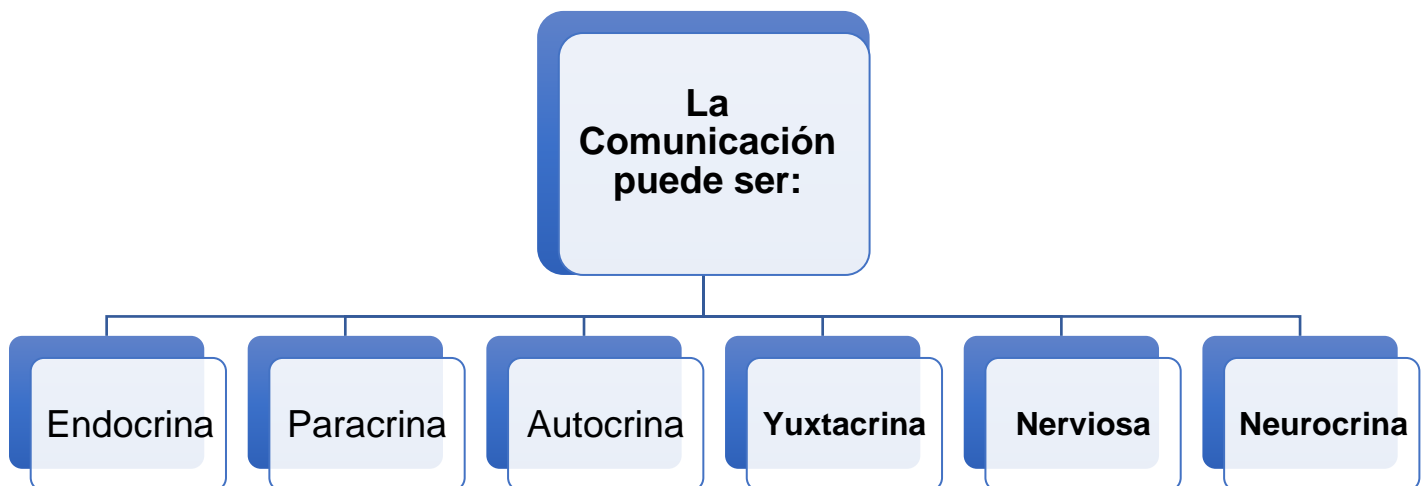 La
Comunicación
puede ser:
Endocrina
Paracrina
Autocrina
Yuxtacrina
Nerviosa
Neurocrina